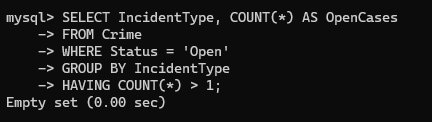 mysql> SELECT IncidentType, COUNT(*) AS OpenCases
    -> FROM Crime
    -> WHERE Status = 'Open'
    -> GROUP BY IncidentType
    -> HAVING COUNT(*) > 1;
Empty set (0.00 sec)